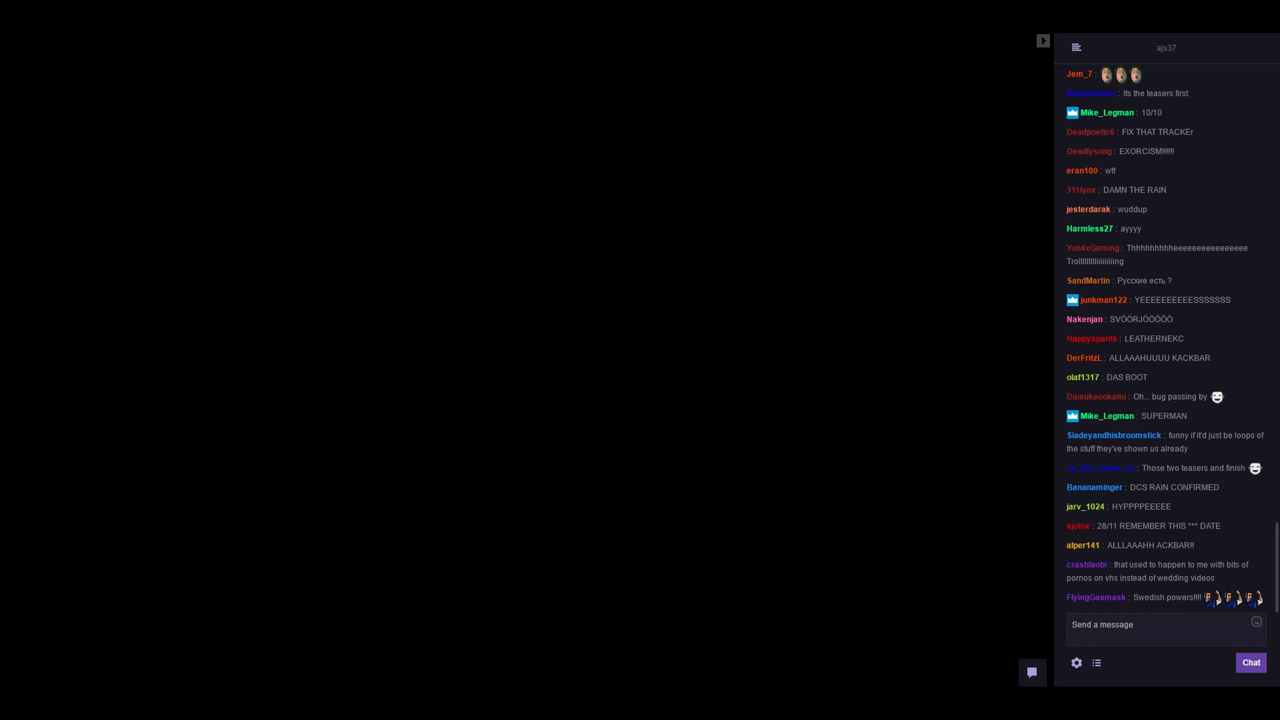 ajs37
Jem_7 :
: Its the teasers first
Mike_Legman : 10/10
Deadpoetic6 : FIX THAT TRACKEr
Deadlysong : EXORCISM!!!!!!
eran100 : wtf
311lynx : DAMN THE RAIN
jesterdarak : wuddup
Harmless27 : ayyyy
Yun4xGaming : Thhhhhhhhheeeeeeeeeeeeeeee
Trollllllllliiiiiiiiiing
SandMartin : Русские есть ?
junkman122 : YEEEEEEEEEESSSSSSS
Nakenjan : SVÖÖRJÖÖÖÖÖ
Happyxpants : LEATHERNEKC
DerFritzL : ALLAAAHUUUU KACKBAR
olaf1317 : DAS BOOT
Daisukeookami : Oh... bug passing by
Mike_Legman : SUPERMAN
Sladeyandhisbroomstick : funny if it'd just be loops of
the stuff they've shown us already
: Those two teasers and finish
Bananaminger : DCS RAIN CONFIRMED
jarv_1024 : HYPPPPEEEEE
xjotox : 28/11 REMEMBER THIS *** DATE
alper141 : ALLLAAAHH ACKBAR!!
crashlaobi : that used to happen to me with bits of
pornos on vhs instead of wedding videos
FlyingGasmask : Swedish powers!!!!
Send a message
Chat